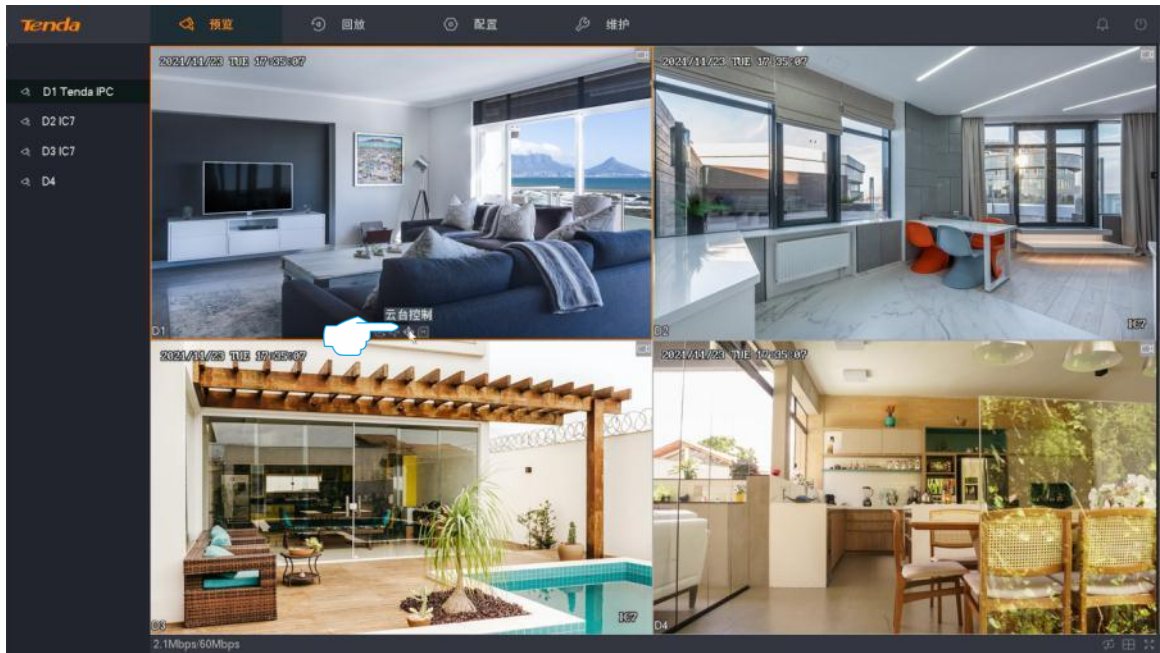 Tenda 预览 回放 配置 维护
D1 Tenda IPC
D2 IC7
D3 IC7
D4
2021/11/23 TUE 17:35:07
2021/11/23 TUE 17:35:07
云台控制
D1
D2
IC7
2021/11/23 TUE 17:35:07
2021/11/23 TUE 17:35:07
D3
IC7
D4
2.1Mbps/60Mbps